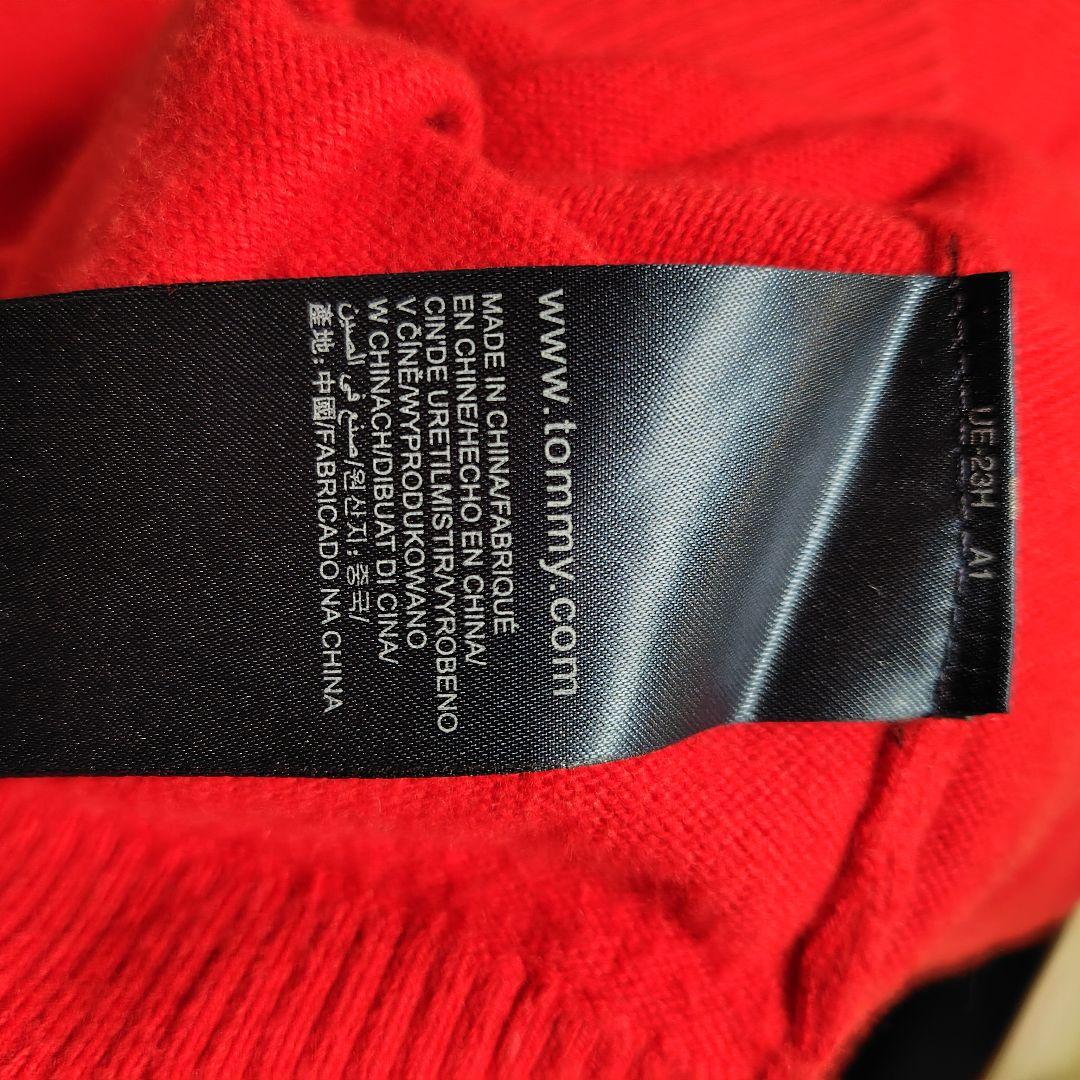 UE-23H A1
www.tommy.com
MADE IN CHINA/FABRIQUÉ
EN CHINE/HECHO EN CHINA/
CIN'DE URETILMISTIR/VYROBENO
V ČÍNĚ/WYPRODUKOWANO
W CHINACH/DIBUAT DI CINA/
صنع في الصين/원산지:중국/
產地:中國/FABRICADO NA CHINA